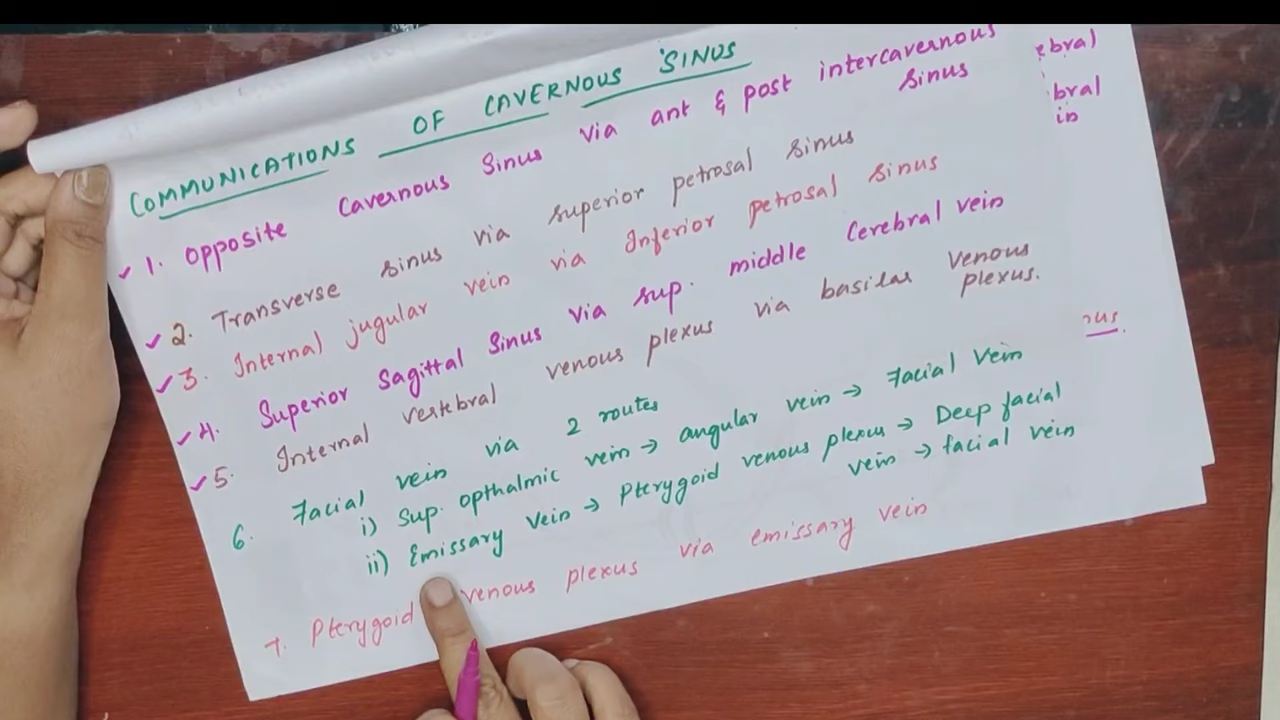 COMMUNICATIONS OF CAVERNOUS SINUS
1. Opposite Cavernous Sinus via ant & post intercavernous
sinus
2. Transverse sinus via superior petrosal sinus
3. Internal jugular vein via Inferior petrosal sinus
4. Superior Sagittal Sinus via sup. middle cerebral vein
5. Internal vertebral venous plexus via basilar venous
plexus.
6. Facial vein via 2 routes
i) Sup. opthalmic vein → angular vein → Facial vein
ii) Emissary vein → Pterygoid venous plexus → Deep facial
vein → facial vein
7. Pterygoid venous plexus via emissary vein
ebral)
bral
in
us.